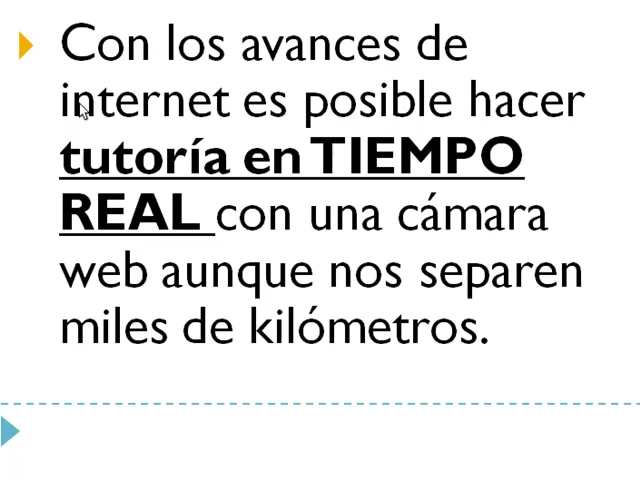 Con los avances de
internet es posible hacer
tutoría en TIEMPO
REAL con una cámara
web aunque nos separen
miles de kilómetros.